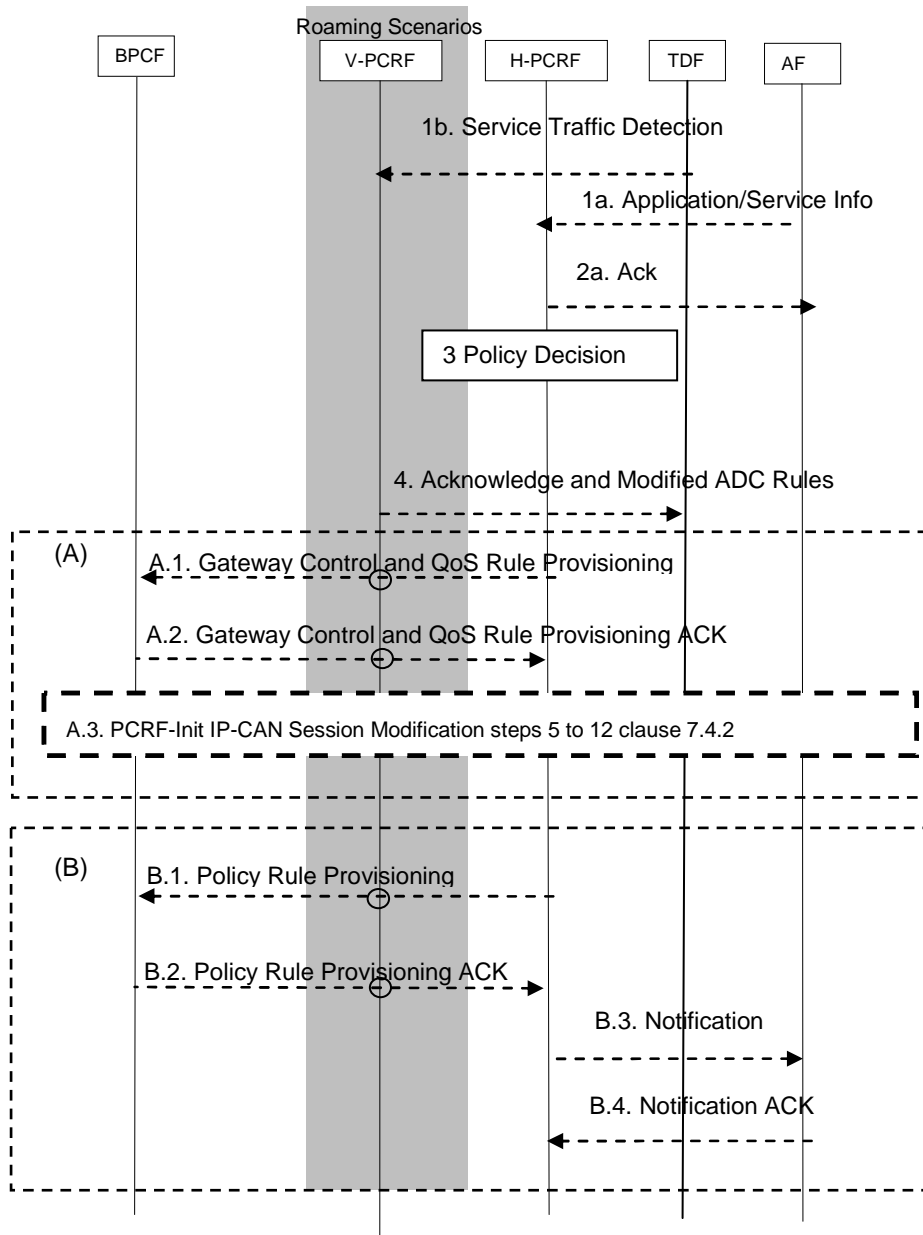 Roaming Scenarios
BPCF
V-PCRF
H-PCRF
TDF
AF
1b. Service Traffic Detection
1a. Application/Service Info
2a. Ack
3 Policy Decision
4. Acknowledge and Modified ADC Rules
(A)
A.1. Gateway Control and QoS Rule Provisioning
A.2. Gateway Control and QoS Rule Provisioning ACK
A.3. PCRF-Init IP-CAN Session Modification steps 5 to 12 clause 7.4.2
(B)
B.1. Policy Rule Provisioning
B.2. Policy Rule Provisioning ACK
B.3. Notification
B.4. Notification ACK